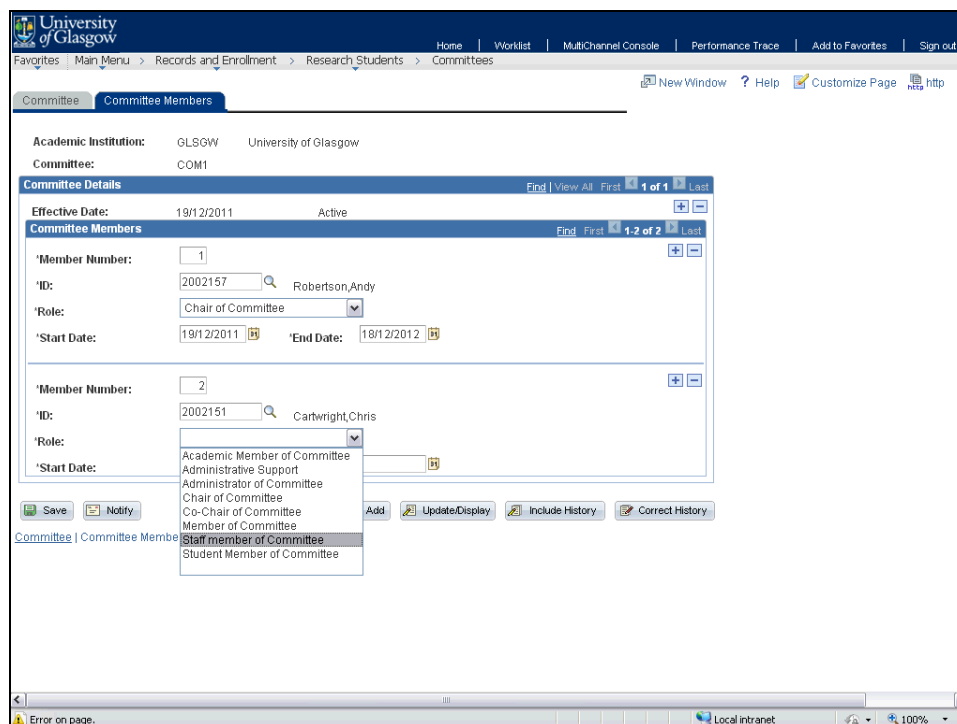 University
of Glasgow
Home | Worklist | MultiChannel Console | Performance Trace | Add to Favorites | Sign out
Favorites | Main Menu > Records and Enrollment > Research Students > Committees
New Window ? Help Customize Page http
Committee Committee Members
Academic Institution: GLSGW University of Glasgow
Committee: COM1
Committee Details Find | View All First 1 of 1 Last
Effective Date: 19/12/2011 Active
Committee Members Find First 1-2 of 2 Last
*Member Number: 1
*ID: 2002157 Robertson,Andy
*Role: Chair of Committee
*Start Date: 19/12/2011 *End Date: 18/12/2012
*Member Number: 2
*ID: 2002151 Cartwright,Chris
*Role:
*Start Date:
Academic Member of Committee
Administrative Support
Administrator of Committee
Chair of Committee
Co-Chair of Committee
Member of Committee
Staff member of Committee
Student Member of Committee
Save Notify Add Update/Display Include History Correct History
Committee | Committee Membe
Error on page. Local intranet 100%